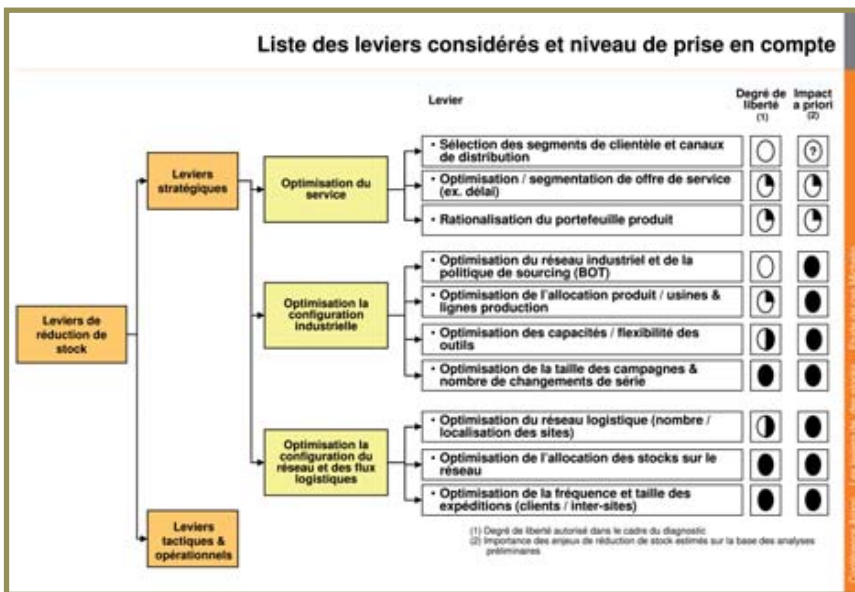 Liste des leviers considérés et niveau de prise en compte
Levier
Degré de
liberté
(1)
Impact
a priori
(2)
Leviers de
réduction de
stock
Leviers
stratégiques
Optimisation du
service
• Sélection des segments de clientèle et canaux
de distribution
?
• Optimisation / segmentation de offre de service
(ex. délai)
• Rationalisation du portefeuille produit
Optimisation la
configuration
industrielle
• Optimisation du réseau industriel et de la
politique de sourcing (BOT)
• Optimisation de l'allocation produit / usines &
lignes production
• Optimisation des capacités / flexibilité des
outils
• Optimisation de la taille des campagnes &
nombre de changements de série
Optimisation la
configuration du
réseau et des flux
logistiques
• Optimisation du réseau logistique (nombre /
localisation des sites)
• Optimisation de l'allocation des stocks sur le
réseau
• Optimisation de la fréquence et taille des
expéditions (clients / inter-sites)
Leviers
tactiques &
opérationnels
(1) Degré de liberté autorisé dans le cadre du diagnostic
(2) Importance des enjeux de réduction de stock estimés sur la base des analyses
préliminaires